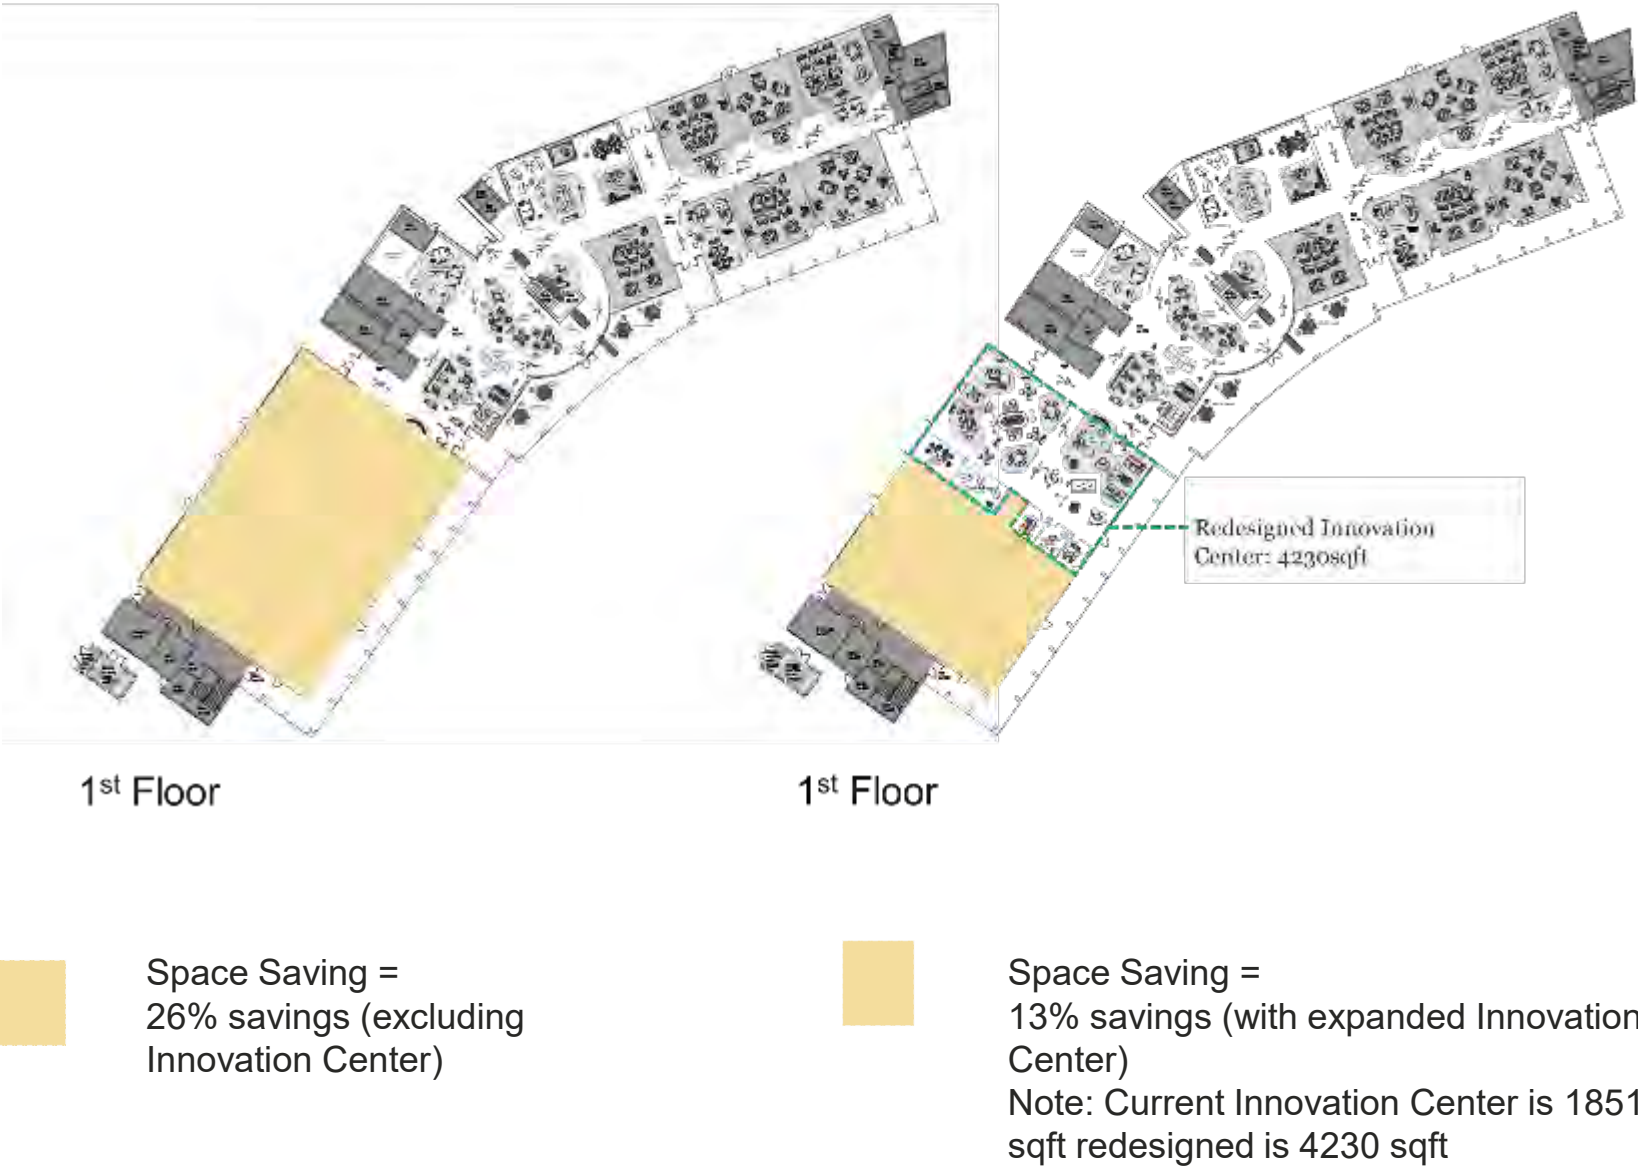 Redesigned Innovation
Center: 4230sqft
1st Floor
1st Floor
Space Saving =
26% savings (excluding
Innovation Center)
Space Saving =
13% savings (with expanded Innovation
Center)
Note: Current Innovation Center is 1851
sqft redesigned is 4230 sqft